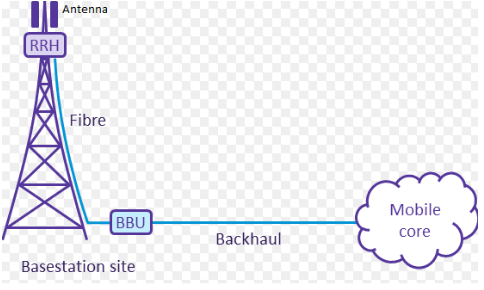 Antenna
RRH
Fibre
BBU
Backhaul
Mobile
core
Basestation site